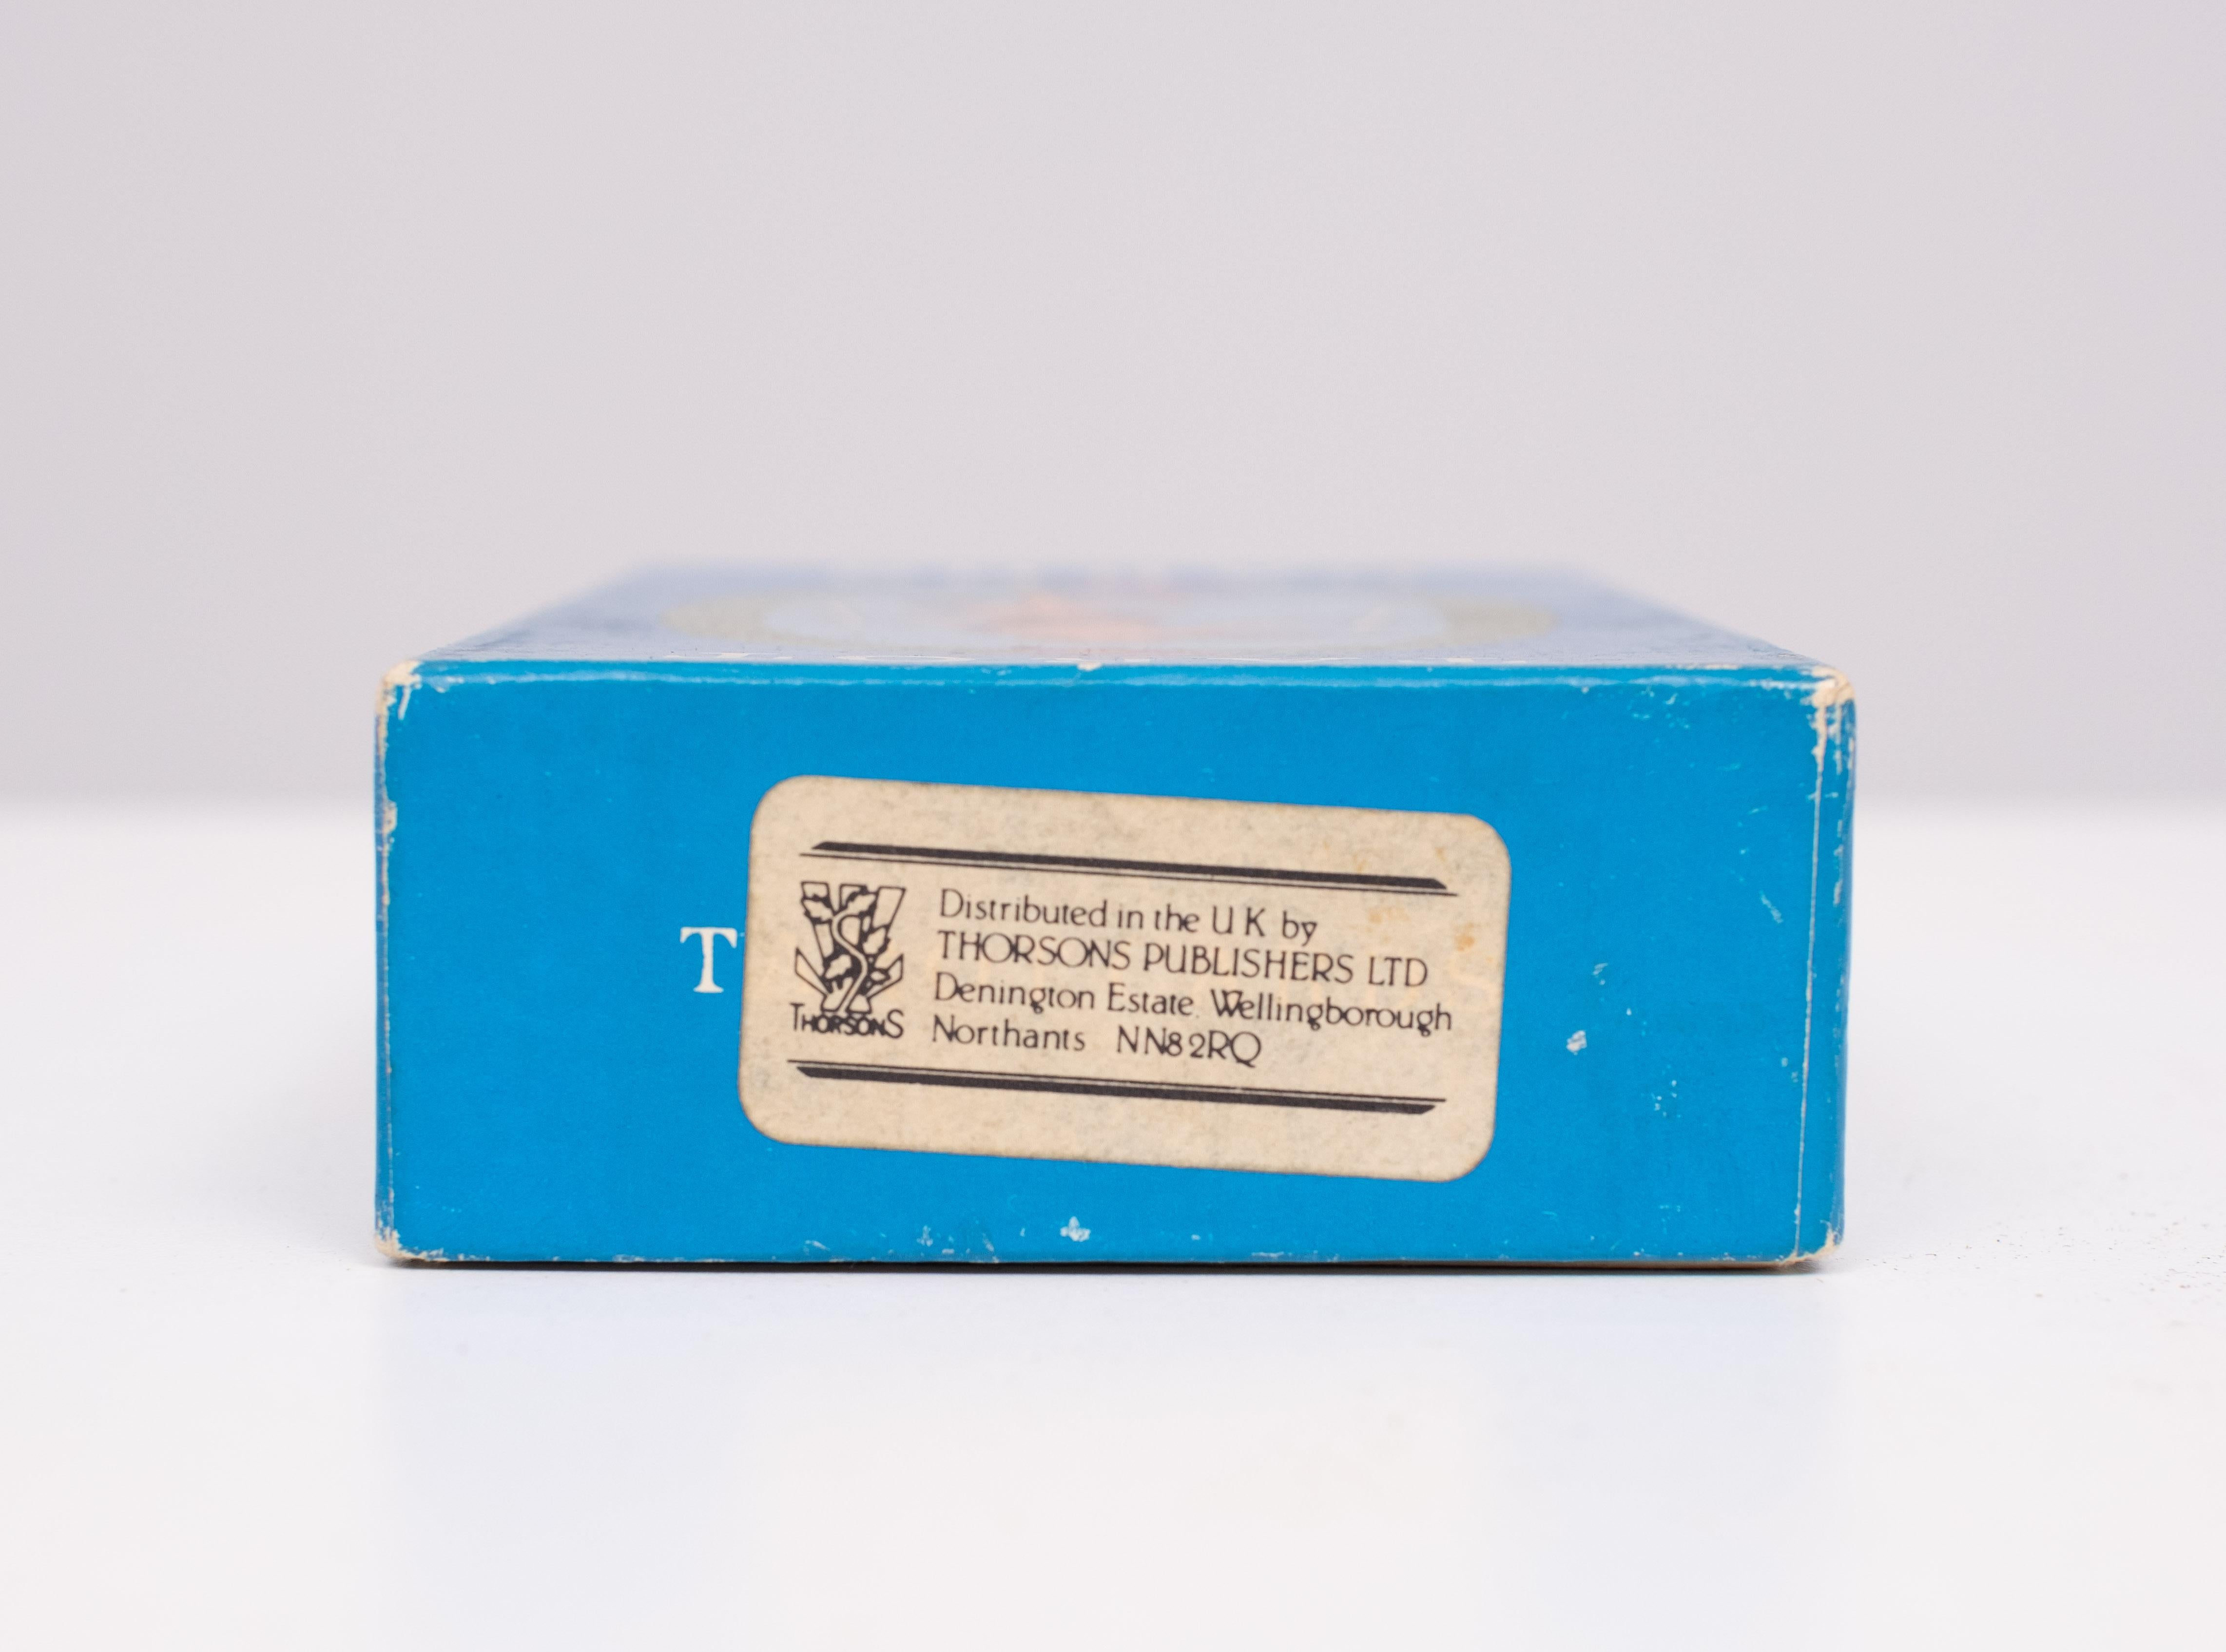 T
Distributed in the U K by
THORSONS PUBLISHERS LTD
Denington Estate, Wellingborough
Northants NN8 2RQ
THORSONS